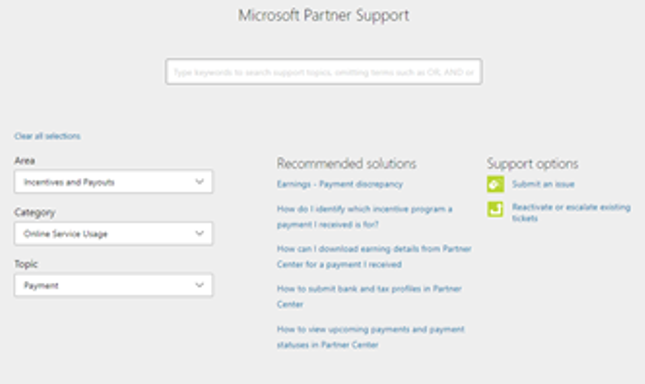 Microsoft Partner Support
Type keywords to search support topics, omitting terms such as OR, AND or
Clear all selections
Area
Incentives and Payouts
Category
Online Service Usage
Topic
Payment
Recommended solutions
Earnings - Payment discrepancy
How do I identify which incentive program a
payment I received is for?
How can I download earning details from Partner
Center for a payment I received
How to submit bank and tax profiles in Partner
Center
How to view upcoming payments and payment
statuses in Partner Center
Support options
Submit an issue
Reactivate or escalate existing
tickets